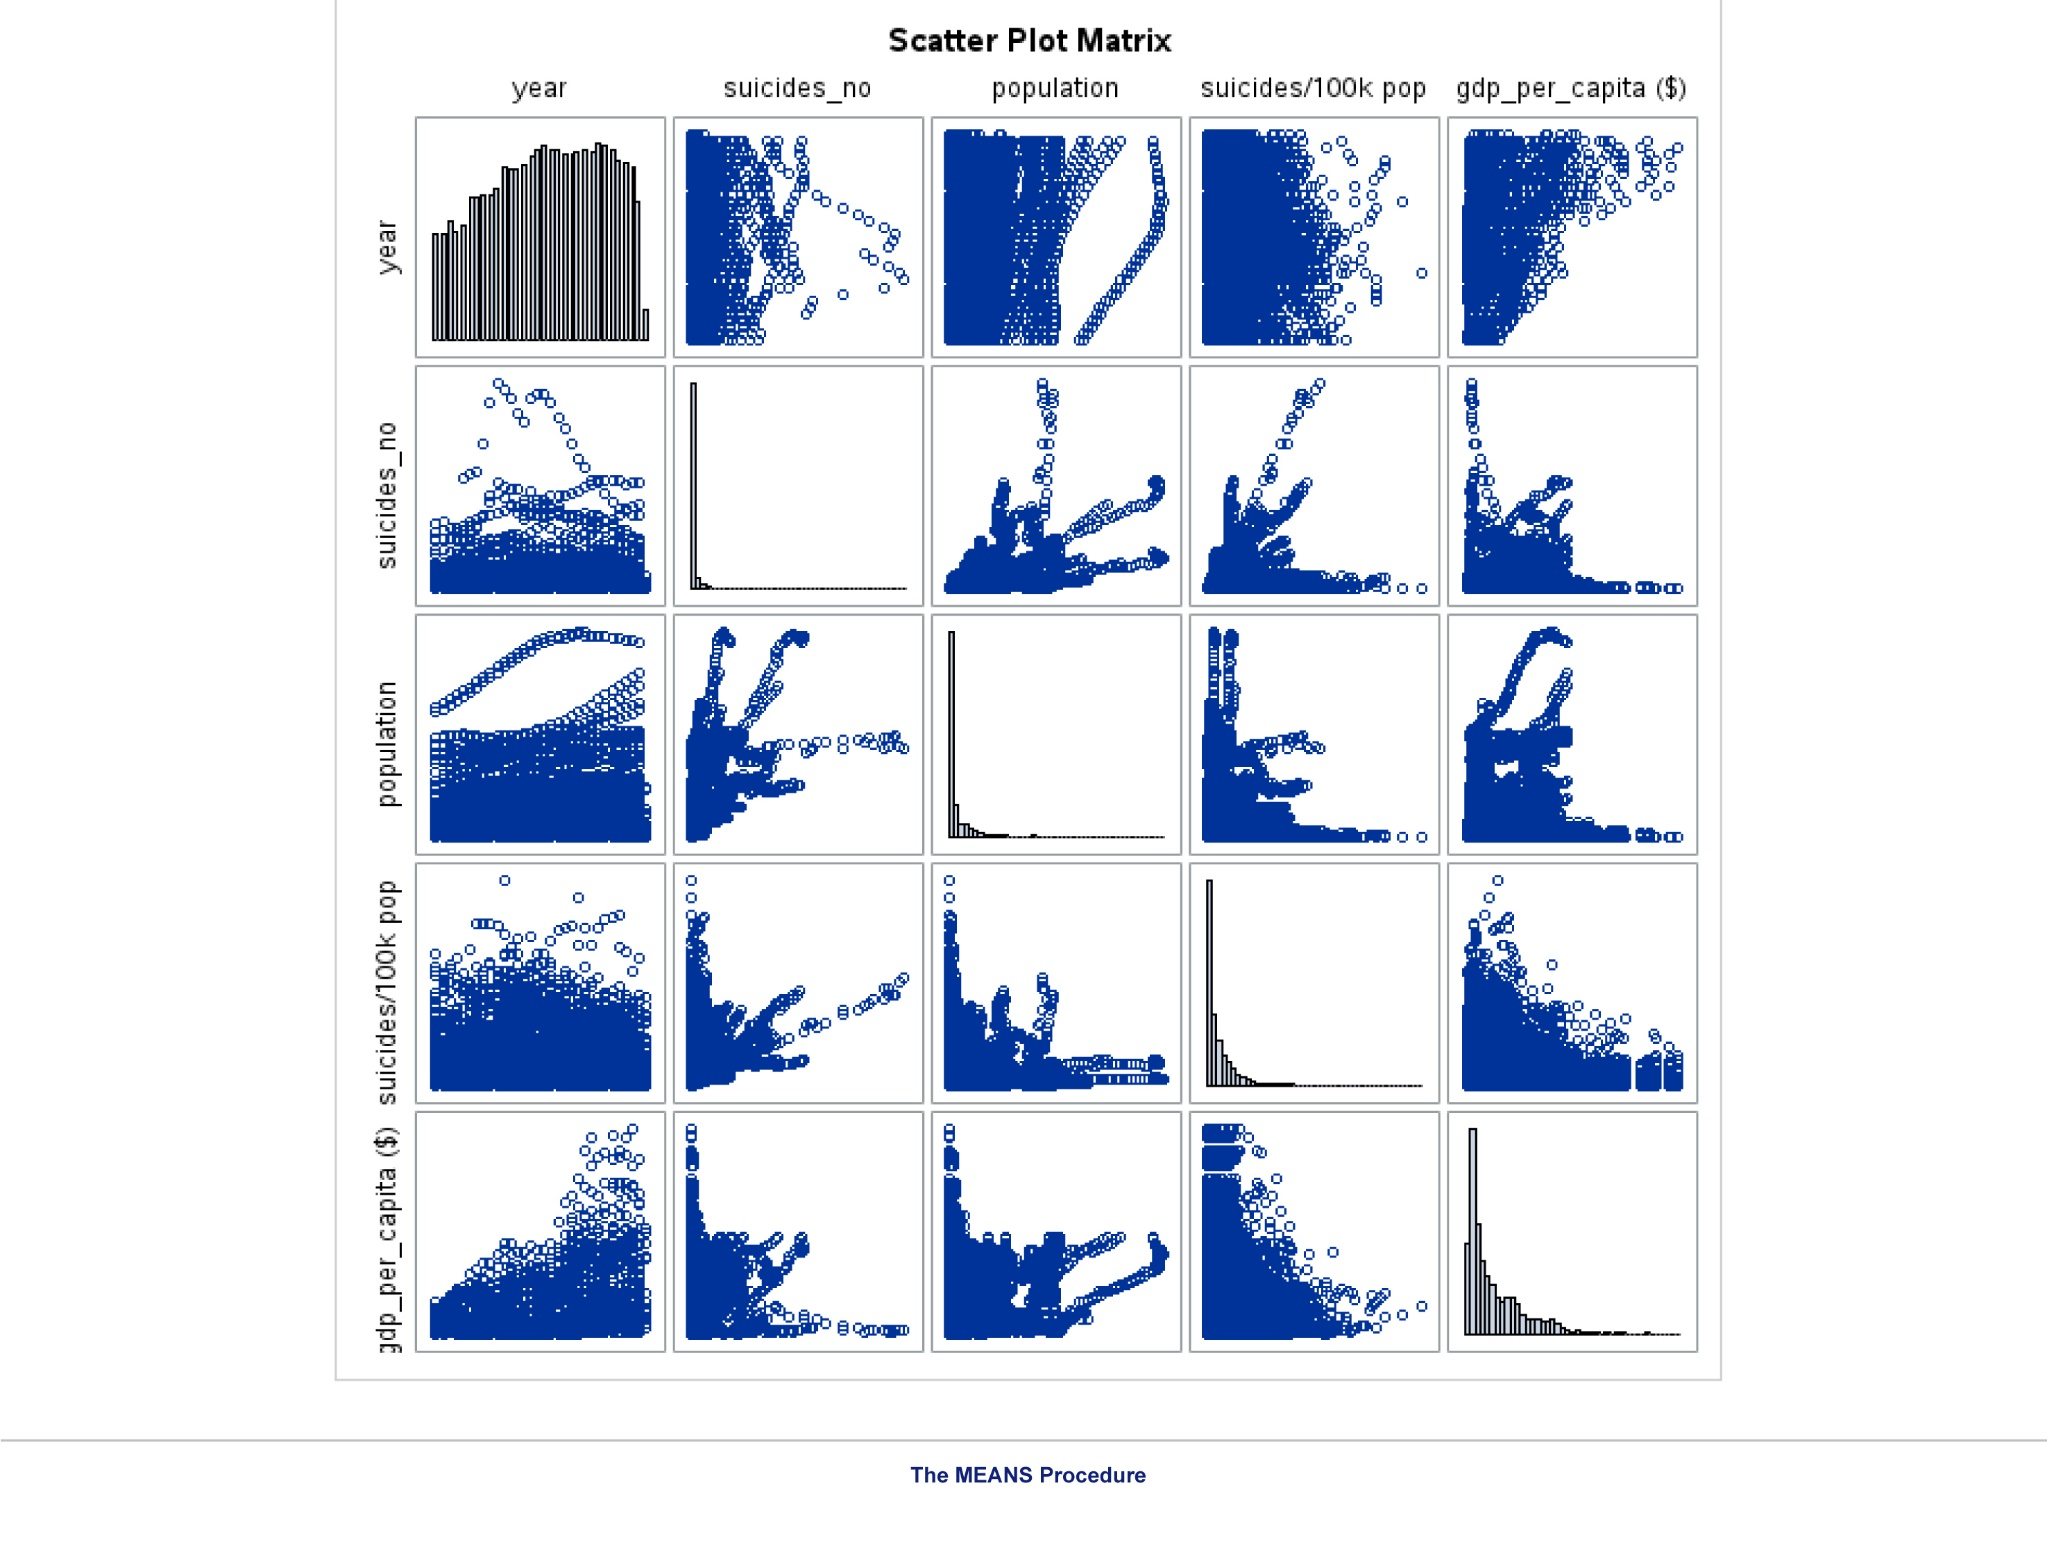 Scatter Plot Matrix
year suicides_no population suicides/100k pop gdp_per_capita ($)
year
suicides_no
population
suicides/100k pop
gdp_per_capita ($)
The MEANS Procedure